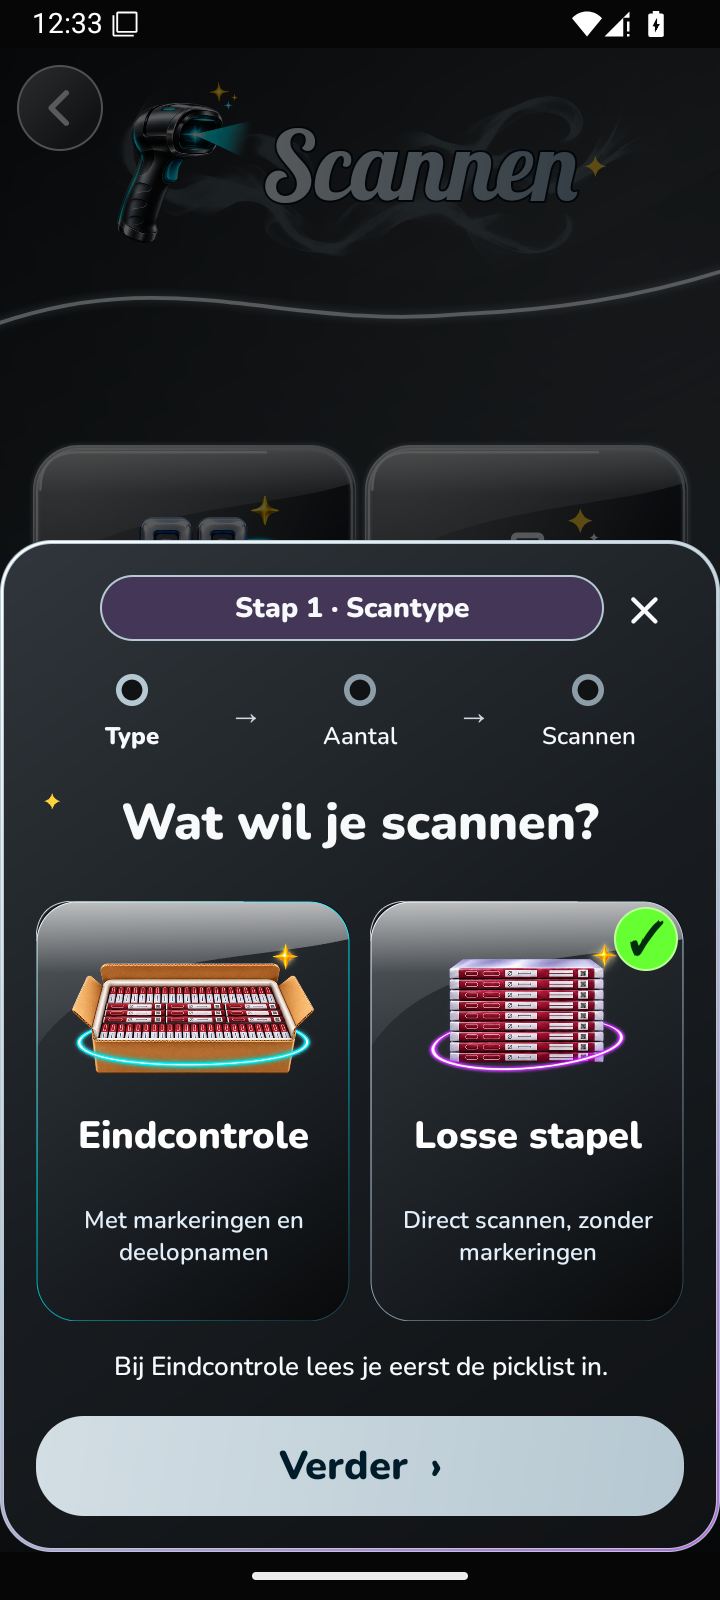 12:33
Scannen
Stap 1 · Scantype
Type → Aantal → Scannen
Wat wil je scannen?
Eindcontrole
Met markeringen en
deelopnamen
Losse stapel
Direct scannen, zonder
markeringen
Bij Eindcontrole lees je eerst de picklist in.
Verder ›